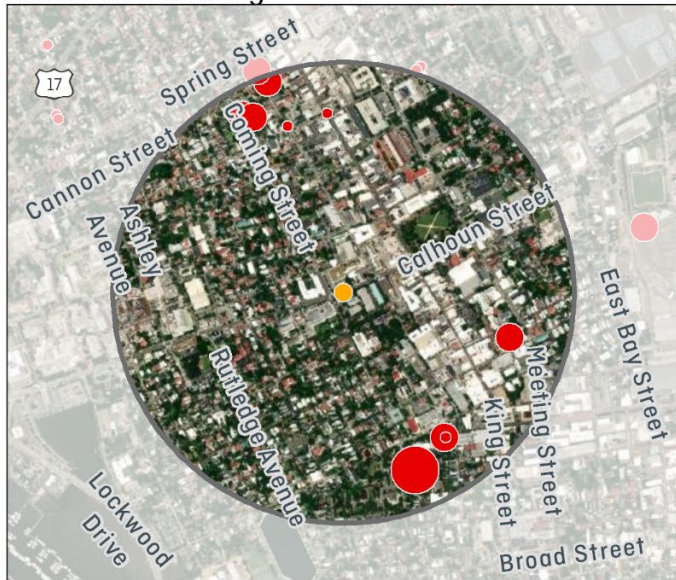 Spring Street
17
Cannon Street
Coming Street
Ashley
Avenue
Calhoun Street
East Bay Street
Rutledge Avenue
Meeting Street
King Street
Lockwood
Drive
Broad Street